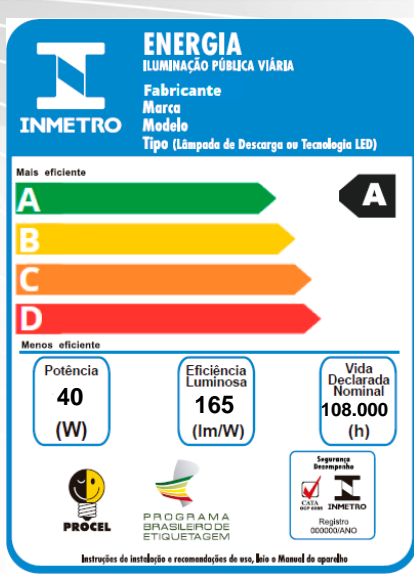 ENERGIA
ILUMINAÇÃO PÚBLICA VIÁRIA
Fabricante
Marca
Modelo
Tipo (Lâmpada de Descarga ou Tecnologia LED)
INMETRO
Mais eficiente
A
A
B
C
D
Menos eficiente
Potência
40
(W)
Eficiência
Luminosa
165
(lm/W)
Vida
Declarada
Nominal
108.000
(h)
PROCEL
PROGRAMA
BRASILEIRO DE
ETIQUETAGEM
Segurança
Desempenho
CATA
INMETRO
Registro
000000/ANO
Instruções de instalação e recomendações de uso, leia o Manual do aparelho